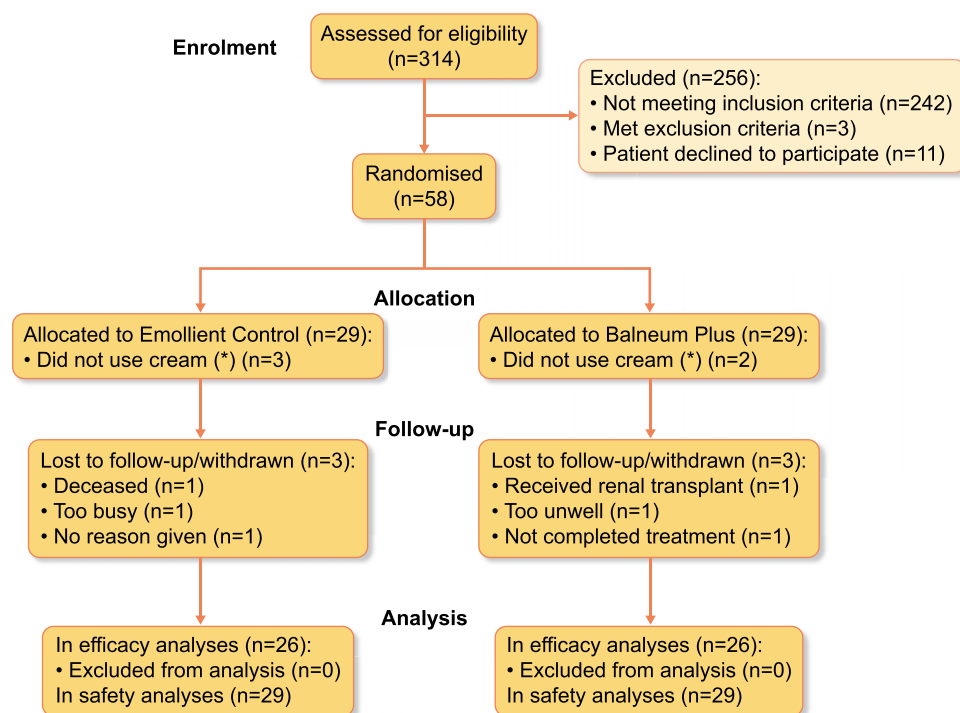 Enrolment
Assessed for eligibility
(n=314)
Excluded (n=256):
• Not meeting inclusion criteria (n=242)
• Met exclusion criteria (n=3)
• Patient declined to participate (n=11)
Randomised
(n=58)
Allocation
Allocated to Emollient Control (n=29):
• Did not use cream (*) (n=3)
Allocated to Balneum Plus (n=29):
• Did not use cream (*) (n=2)
Follow-up
Lost to follow-up/withdrawn (n=3):
• Deceased (n=1)
• Too busy (n=1)
• No reason given (n=1)
Lost to follow-up/withdrawn (n=3):
• Received renal transplant (n=1)
• Too unwell (n=1)
• Not completed treatment (n=1)
Analysis
In efficacy analyses (n=26):
• Excluded from analysis (n=0)
In safety analyses (n=29)
In efficacy analyses (n=26):
• Excluded from analysis (n=0)
In safety analyses (n=29)